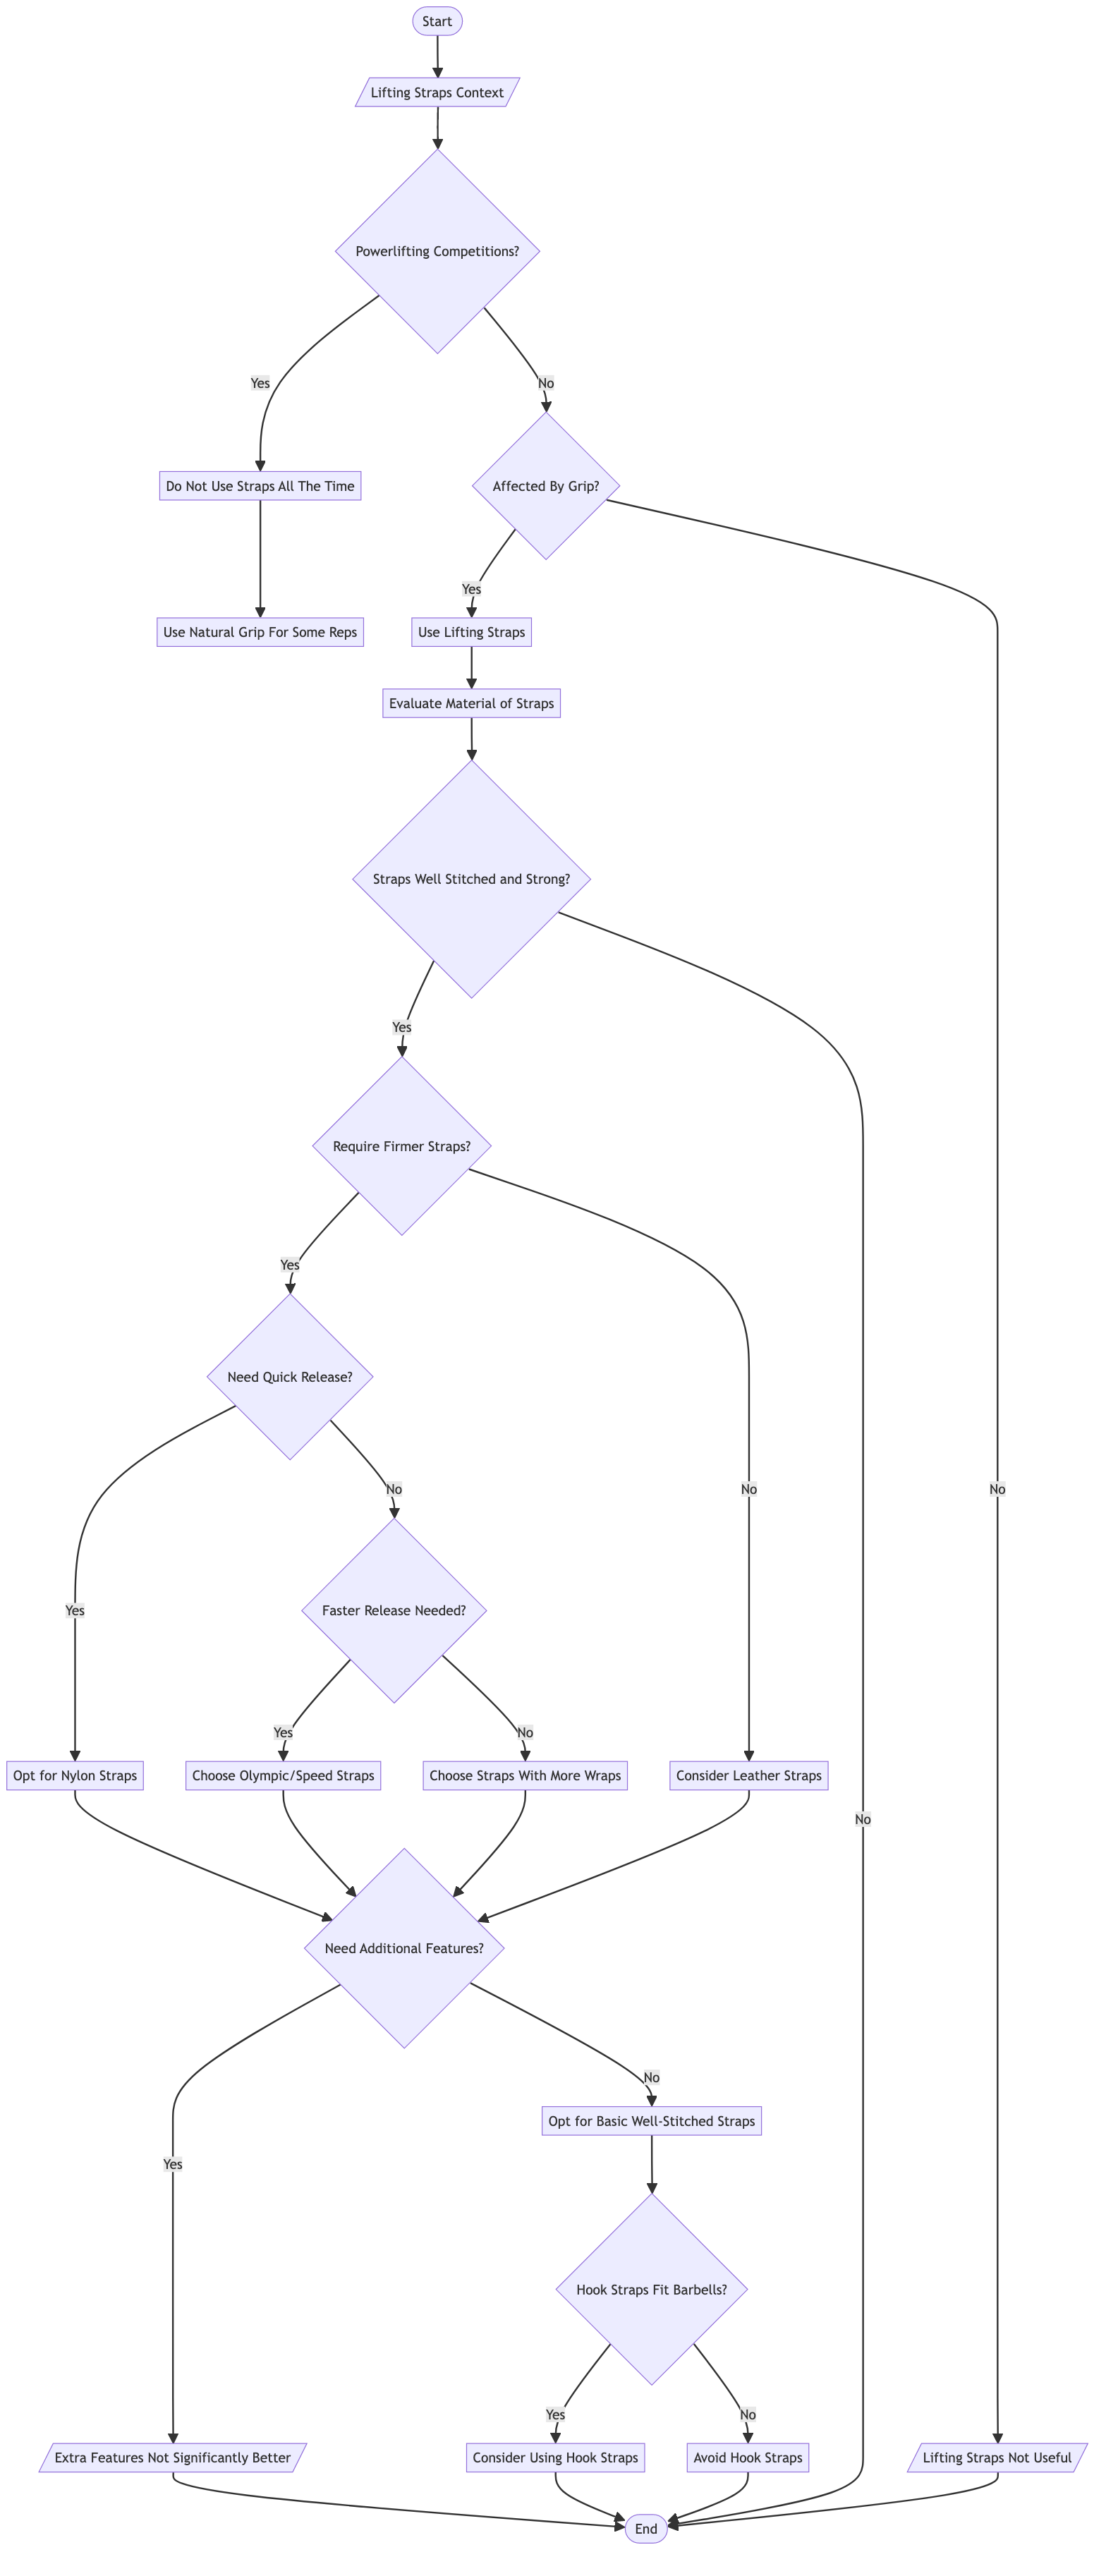 Start
Lifting Straps Context
Powerlifting Competitions?
Yes
No
Do Not Use Straps All The Time
Affected By Grip?
Yes
Use Natural Grip For Some Reps
Use Lifting Straps
Evaluate Material of Straps
Straps Well Stitched and Strong?
Yes
Require Firmer Straps?
Yes
Need Quick Release?
No
No
No
Yes
Faster Release Needed?
Yes
No
Opt for Nylon Straps
Choose Olympic/Speed Straps
Choose Straps With More Wraps
Consider Leather Straps
No
Need Additional Features?
No
Opt for Basic Well-Stitched Straps
Yes
Hook Straps Fit Barbells?
Yes
No
Extra Features Not Significantly Better
Consider Using Hook Straps
Avoid Hook Straps
Lifting Straps Not Useful
End